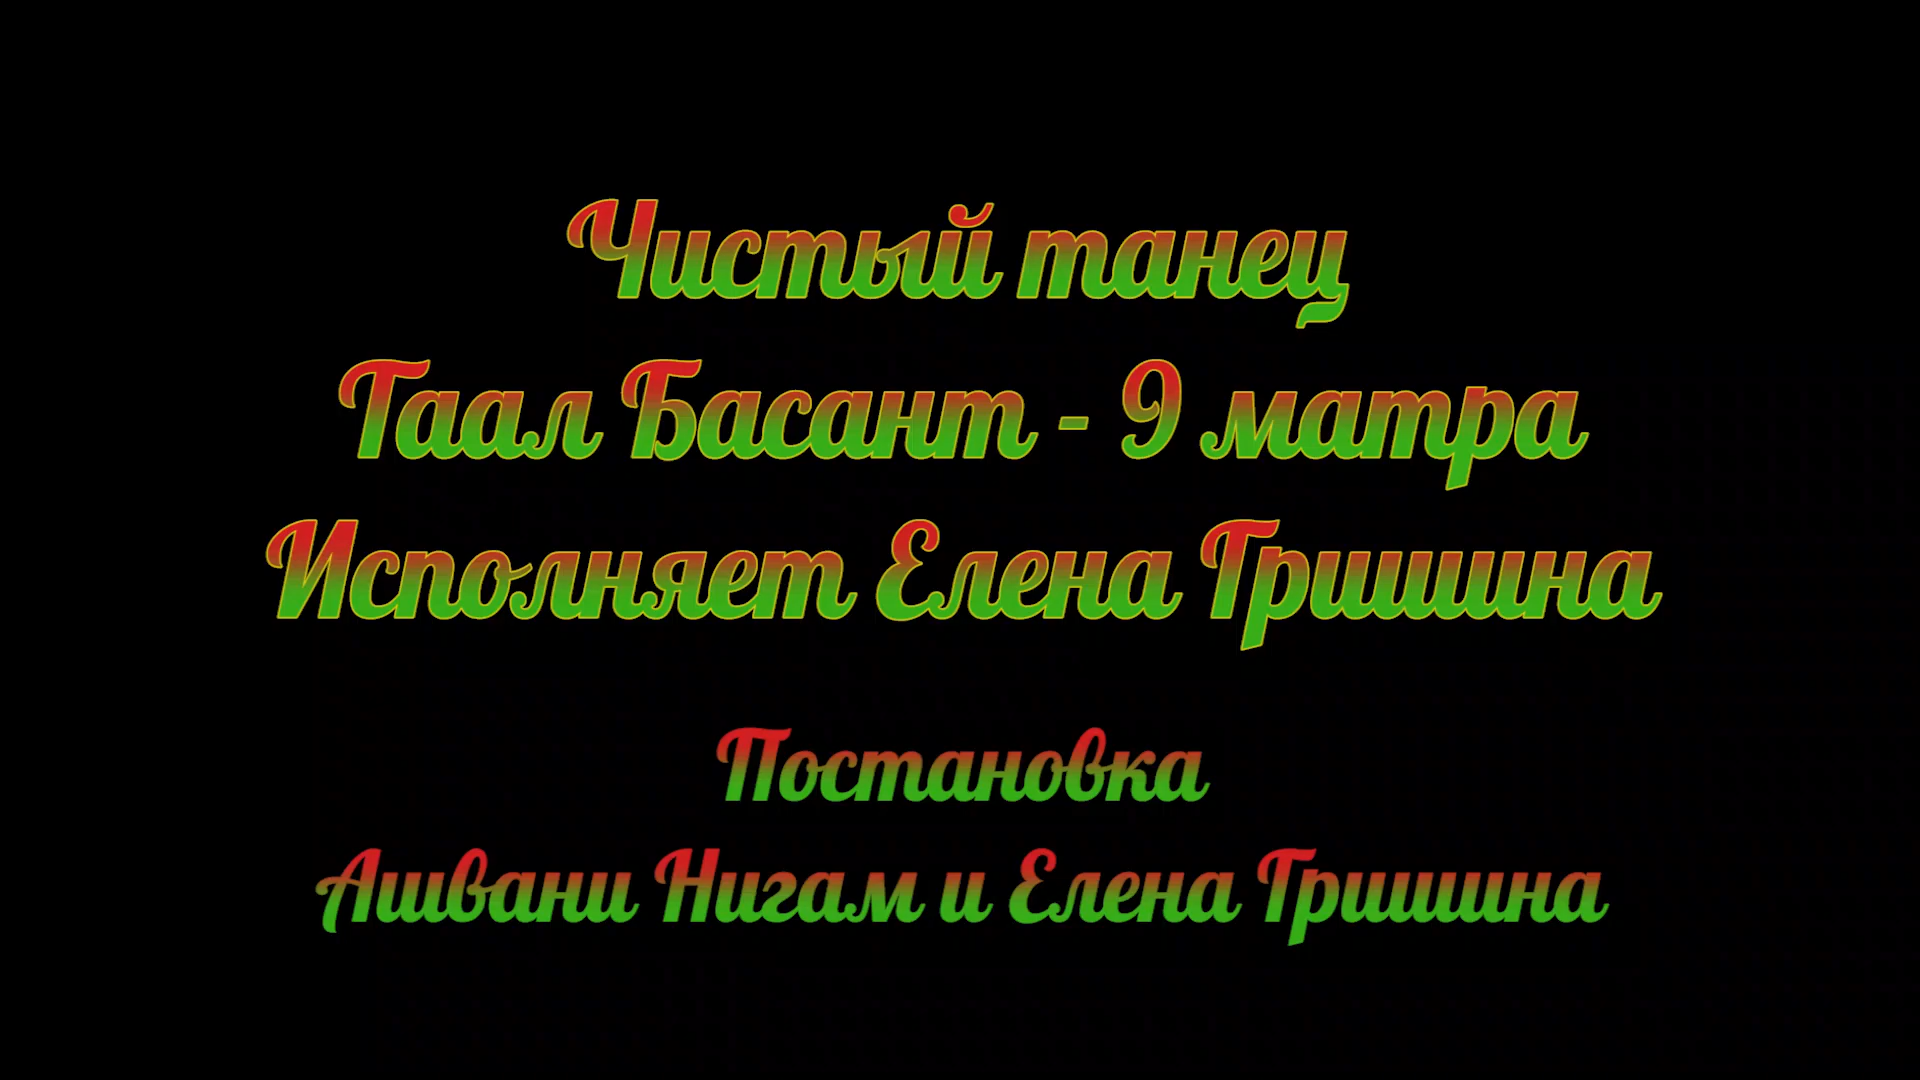 Чистый танец
Таал Басант - 9 матра
Исполняет Елена Гришина
Постановка
Ашвани Нигам и Елена Гришина